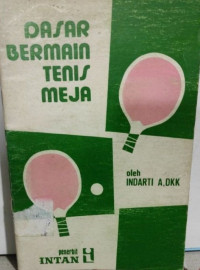 DASAR
BERMAIN
TENIS
MEJA
oleh
INDARTI A,DKK
penerbit
INTAN